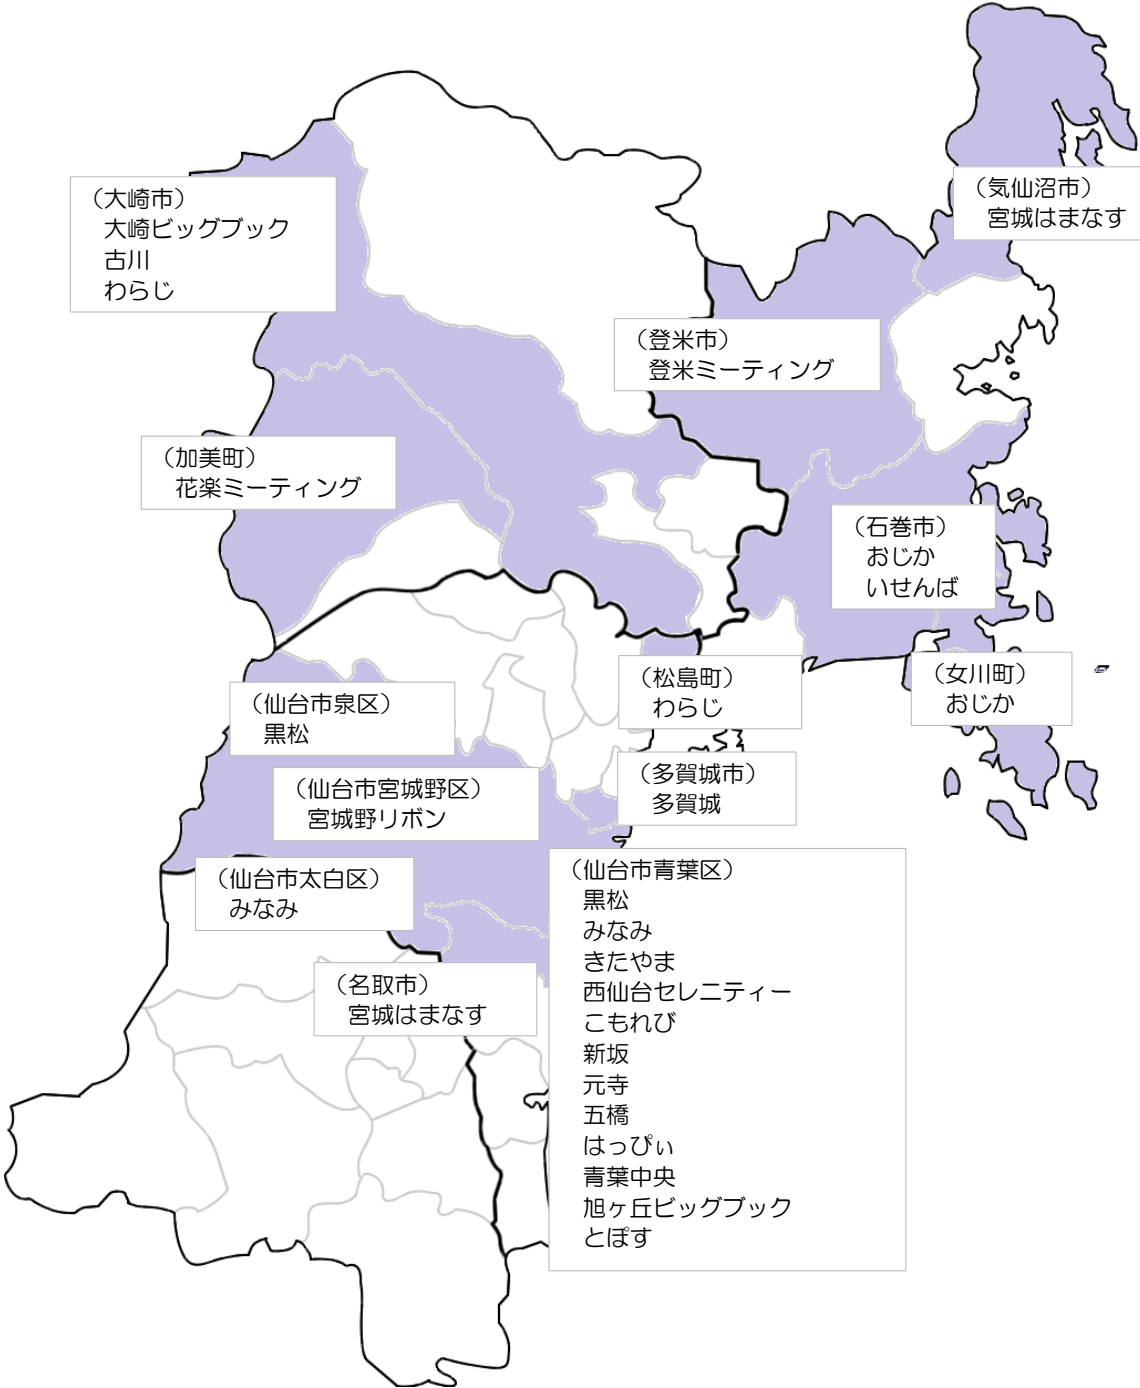 （気仙沼市）
宮城はまなす
（大崎市）
大崎ビッグブック
古川
わらじ
（登米市）
登米ミーティング
（加美町）
花楽ミーティング
（石巻市）
おじか
いせんば
（松島町）
わらじ
（女川町）
おじか
（仙台市泉区）
黒松
（多賀城市）
多賀城
（仙台市宮城野区）
宮城野リボン
（仙台市太白区）
みなみ
（仙台市青葉区）
黒松
みなみ
きたやま
西仙台セレニティー
こもれび
新坂
元寺
五橋
はっぴぃ
青葉中央
旭ヶ丘ビッグブック
とぽす
（名取市）
宮城はまなす